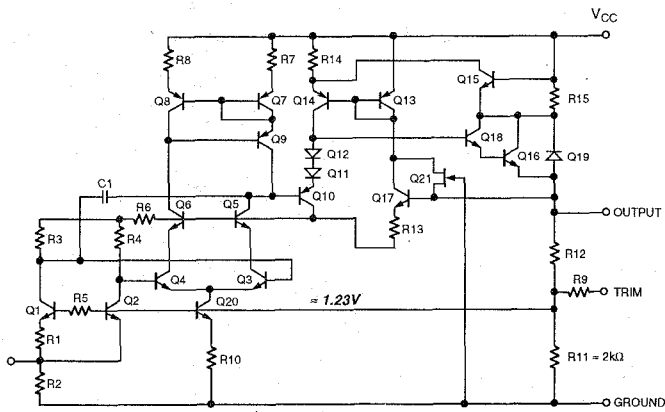 VCC
R8
R7
R14
Q15
R15
Q8
Q7
Q14
Q13
Q9
Q18
Q16
Q19
Q12
Q11
C1
Q10
Q21
Q17
R6
Q6
Q5
R13
OUTPUT
R3
R4
R12
Q4
Q3
R9
TRIM
Q1
R5
Q2
Q20
≈ 1.23V
R1
R2
R10
R11 ≈ 2kΩ
GROUND